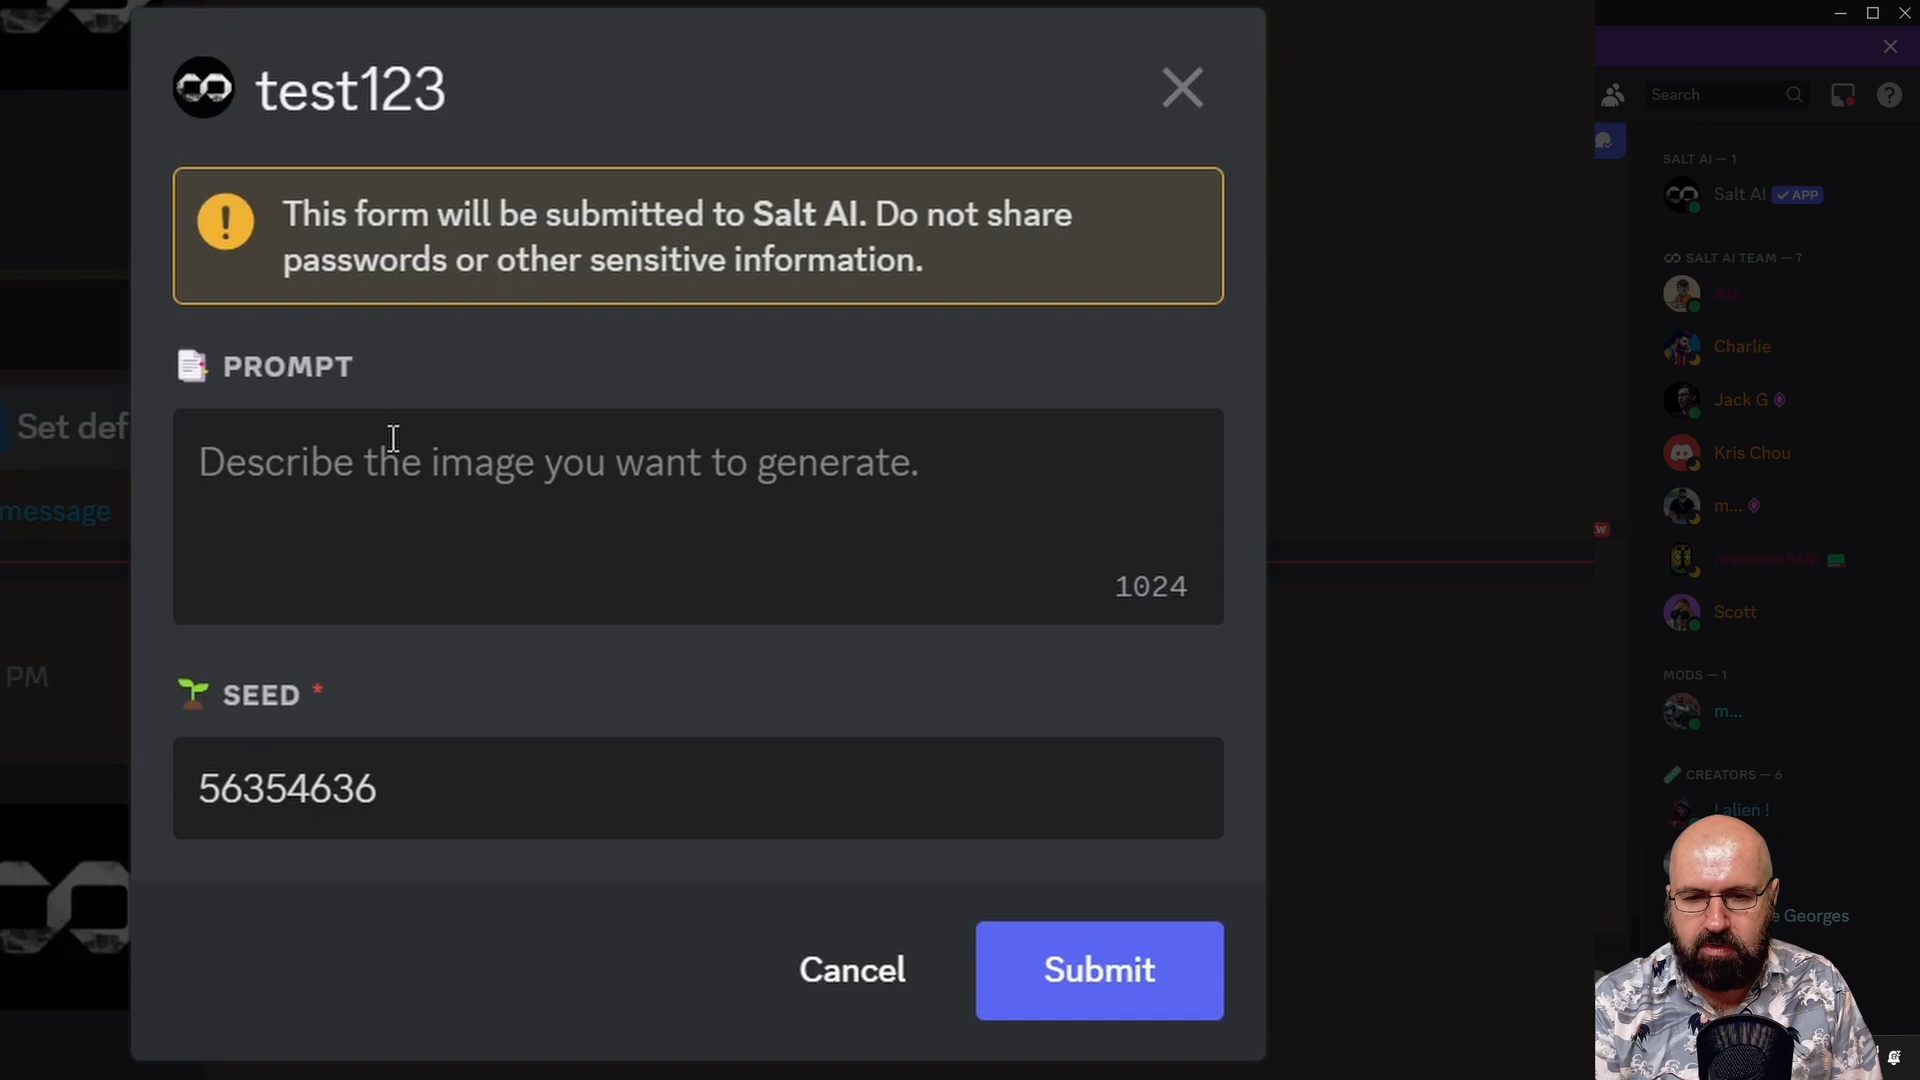 test123
This form will be submitted to Salt AI. Do not share
passwords or other sensitive information.
PROMPT
Describe the image you want to generate.
1024
SEED *
56354636
Cancel
Submit
Set def
message
PM
Search
SALT AI — 1
Salt AI
APP
SALT AI TEAM — 7
Charlie
Jack G
Kris Chou
m...
Scott
MODS — 1
m...
CREATORS — 6
! alien !
Georges